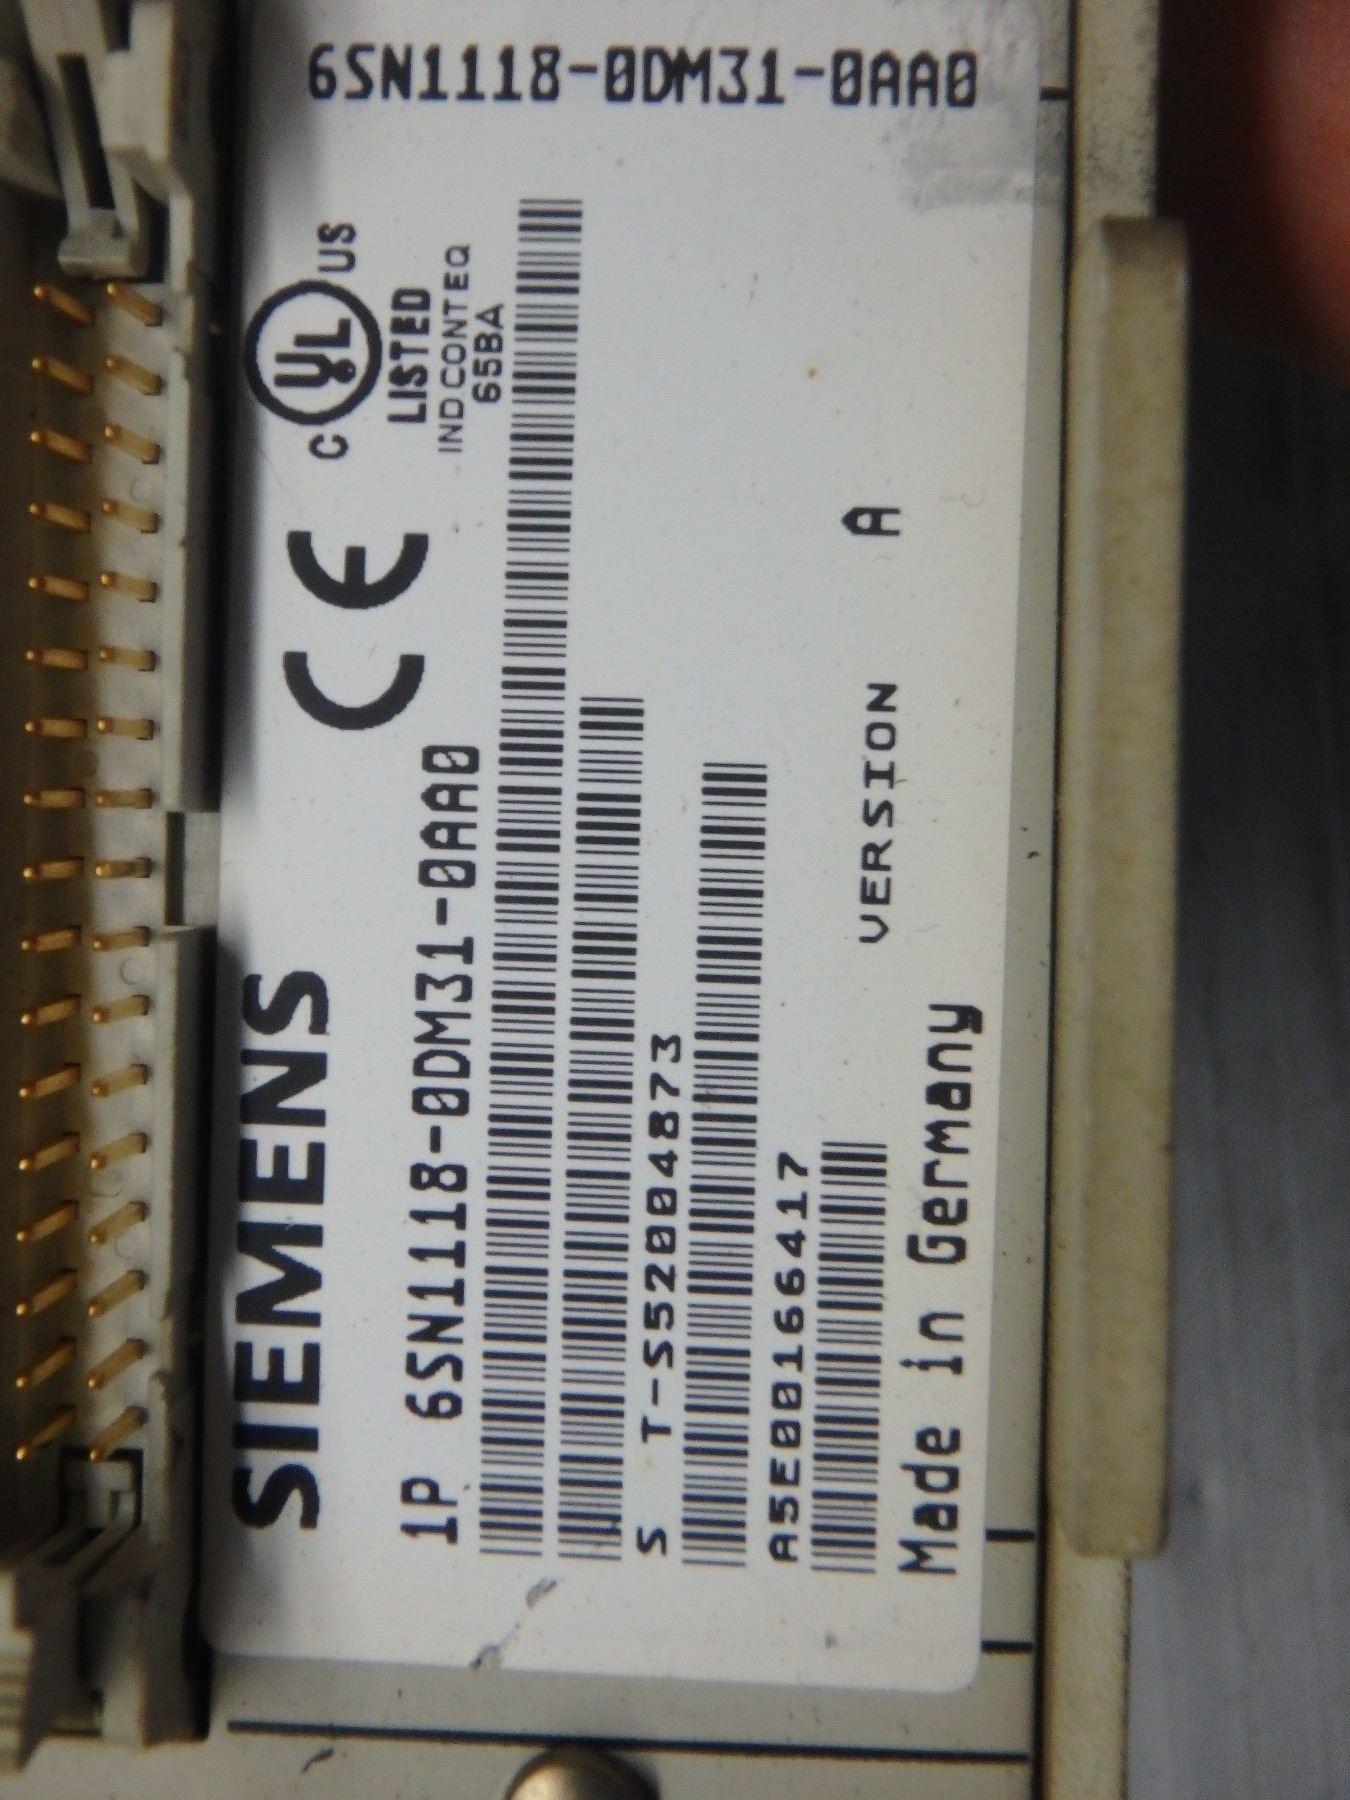 6SN1118-0DM31-0AA0
SIEMENS
1P 6SN1118-0DM31-0AA0
CE
C UL US
LISTED
IND CONT EQ
65BA
S T-S52004873
A5E00166417
VERSION A
Made in Germany